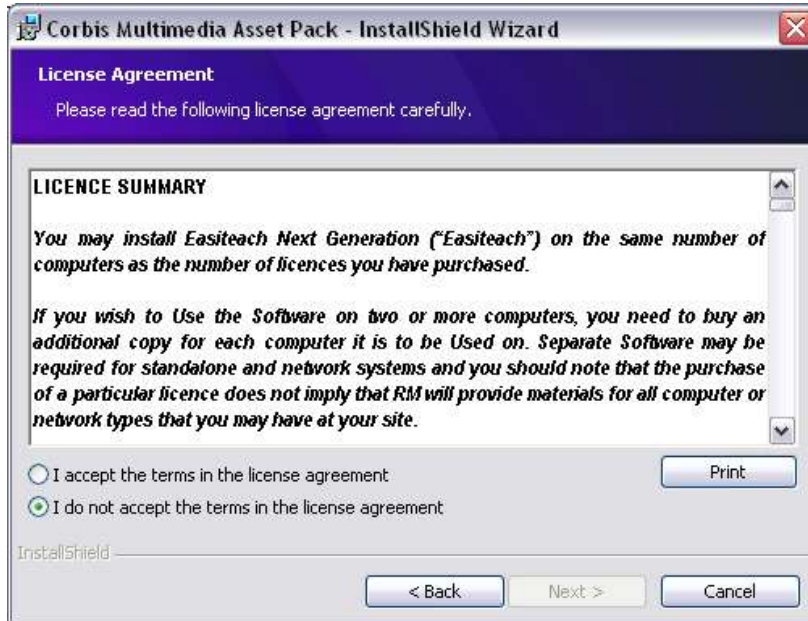 Corbis Multimedia Asset Pack - InstallShield Wizard
License Agreement
Please read the following license agreement carefully.
LICENCE SUMMARY
You may install Easiteach Next Generation (“Easiteach”) on the same number of
computers as the number of licences you have purchased.
If you wish to Use the Software on two or more computers, you need to buy an
additional copy for each computer it is to be Used on. Separate Software may be
required for standalone and network systems and you should note that the purchase
of a particular licence does not imply that RM will provide materials for all computer or
network types that you may have at your site.
I accept the terms in the license agreement
Print
I do not accept the terms in the license agreement
InstallShield
< Back
Next >
Cancel